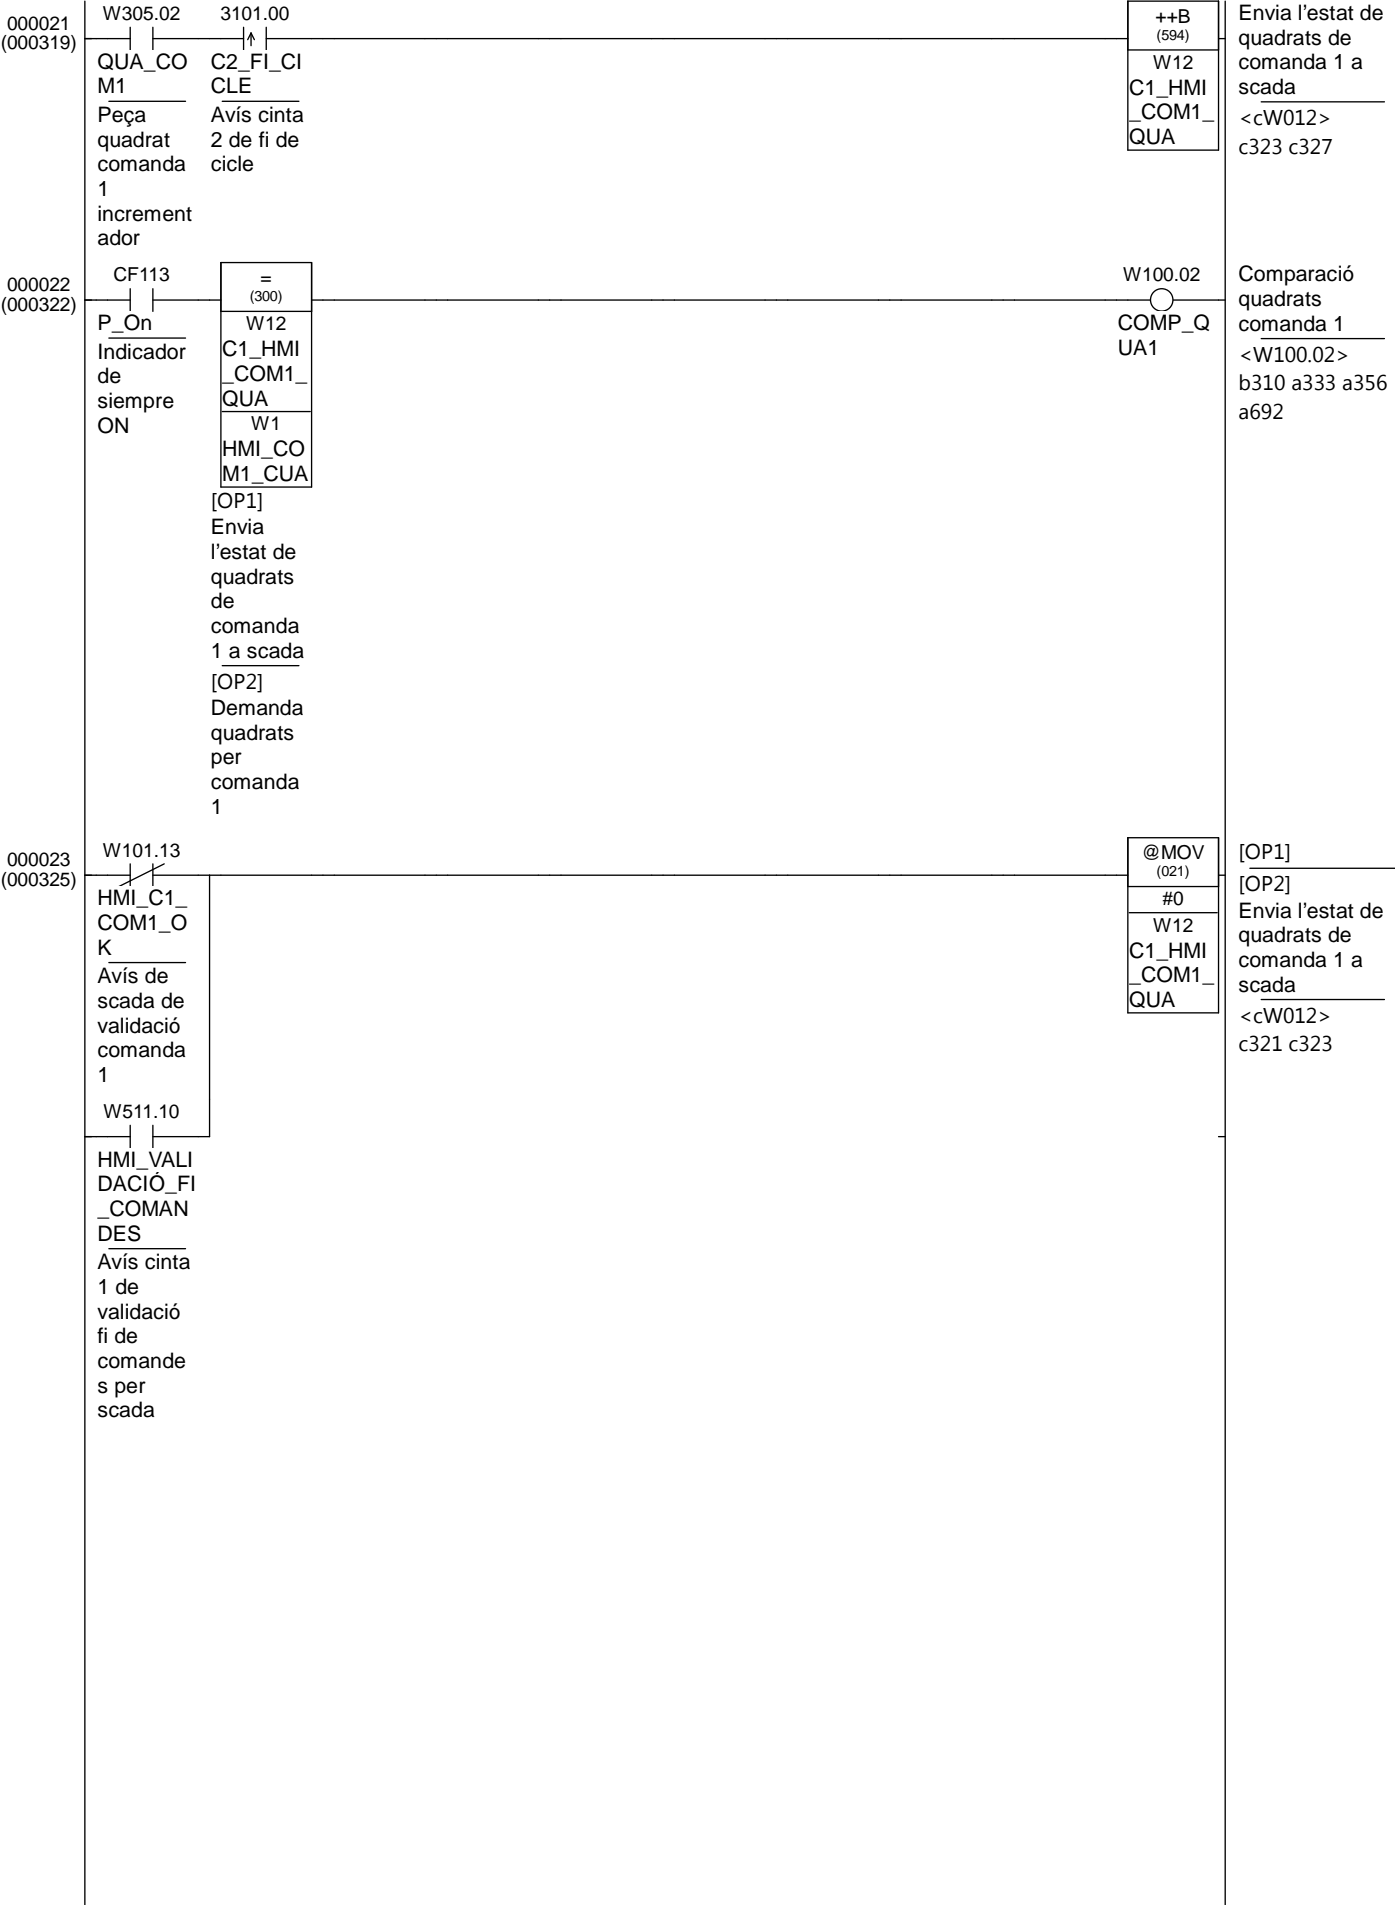 000021
(000319)
W305.02
QUA_CO
M1
Peça
quadrat
comanda
1
increment
ador
3101.00
C2_FI_CI
CLE
Avís cinta
2 de fi de
cicle
++B
(594)
W12
C1_HMI
_COM1_
QUA
Envia l'estat de
quadrats de
comanda 1 a
scada
<cW012>
c323 c327
000022
(000322)
CF113
P_On
Indicador
de
siempre
ON
=
(300)
W12
C1_HMI
_COM1_
QUA
W1
HMI_CO
M1_CUA
[OP1]
Envia
l'estat de
quadrats
de
comanda
1 a scada
[OP2]
Demanda
quadrats
per
comanda
1
W100.02
COMP_Q
UA1
Comparació
quadrats
comanda 1
<W100.02>
b310 a333 a356
a692
000023
(000325)
W101.13
HMI_C1_
COM1_O
K
Avís de
scada de
validació
comanda
1
W511.10
HMI_VALI
DACIÓ_FI
_COMAN
DES
Avís cinta
1 de
validació
fi de
comande
s per
scada
@MOV
(021)
#0
W12
C1_HMI
_COM1_
QUA
[OP1]
[OP2]
Envia l'estat de
quadrats de
comanda 1 a
scada
<cW012>
c321 c323